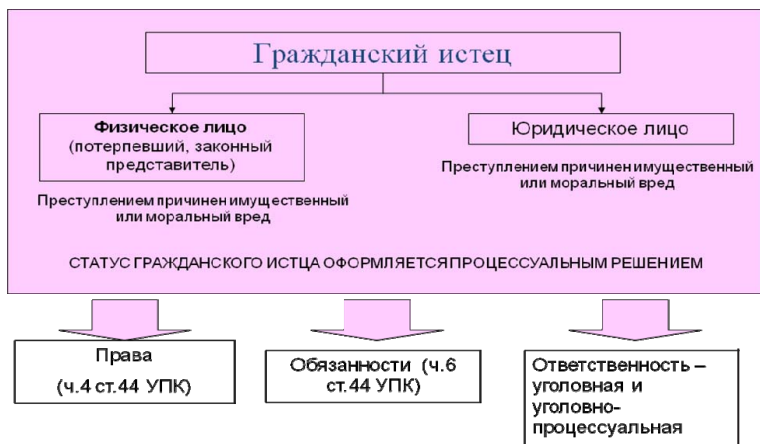 Гражданский истец
Физическое лицо
(потерпевший, законный
представитель)
Юридическое лицо
Преступлением причинен имущественный
или моральный вред
Преступлением причинен имущественный
или моральный вред
СТАТУС ГРАЖДАНСКОГО ИСТЦА ОФОРМЛЯЕТСЯ ПРОЦЕССУАЛЬНЫМ РЕШЕНИЕМ
Права
(ч.4 ст.44 УПК)
Обязанности (ч.6
ст.44 УПК)
Ответственность –
уголовная и
уголовно-
процессуальная